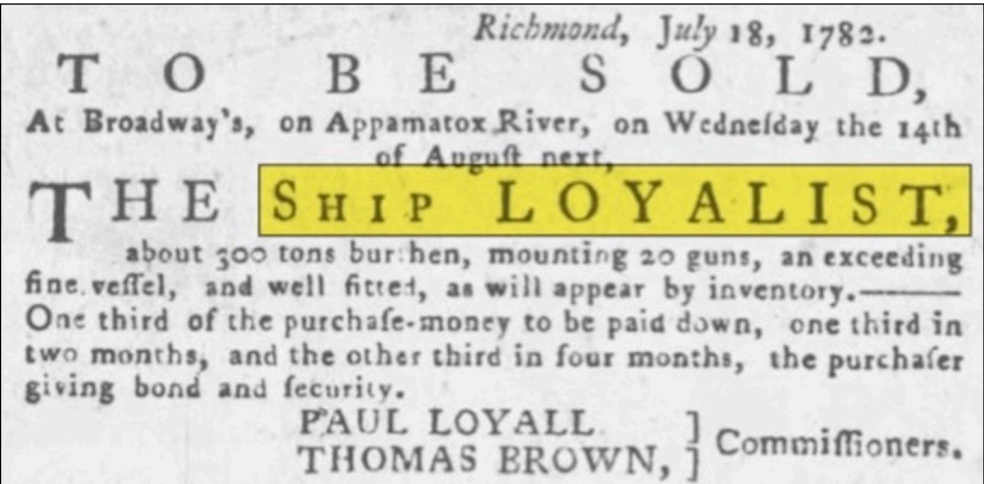 Richmond, July 18, 1782.
TO BE SOLD,
At Broadway's, on Appamatox River, on Wedneſday the 14th
of Auguſt next,
THE SHIP LOYALIST,
about 300 tons burthen, mounting 20 guns, an exceeding
fine veſſel, and well fitted, as will appear by inventory.——
One third of the purchaſe-money to be paid down, one third in
two months, and the other third in four months, the purchaſer
giving bond and ſecurity.
PAUL LOYALL
THOMAS BROWN, } Commiſſioners.